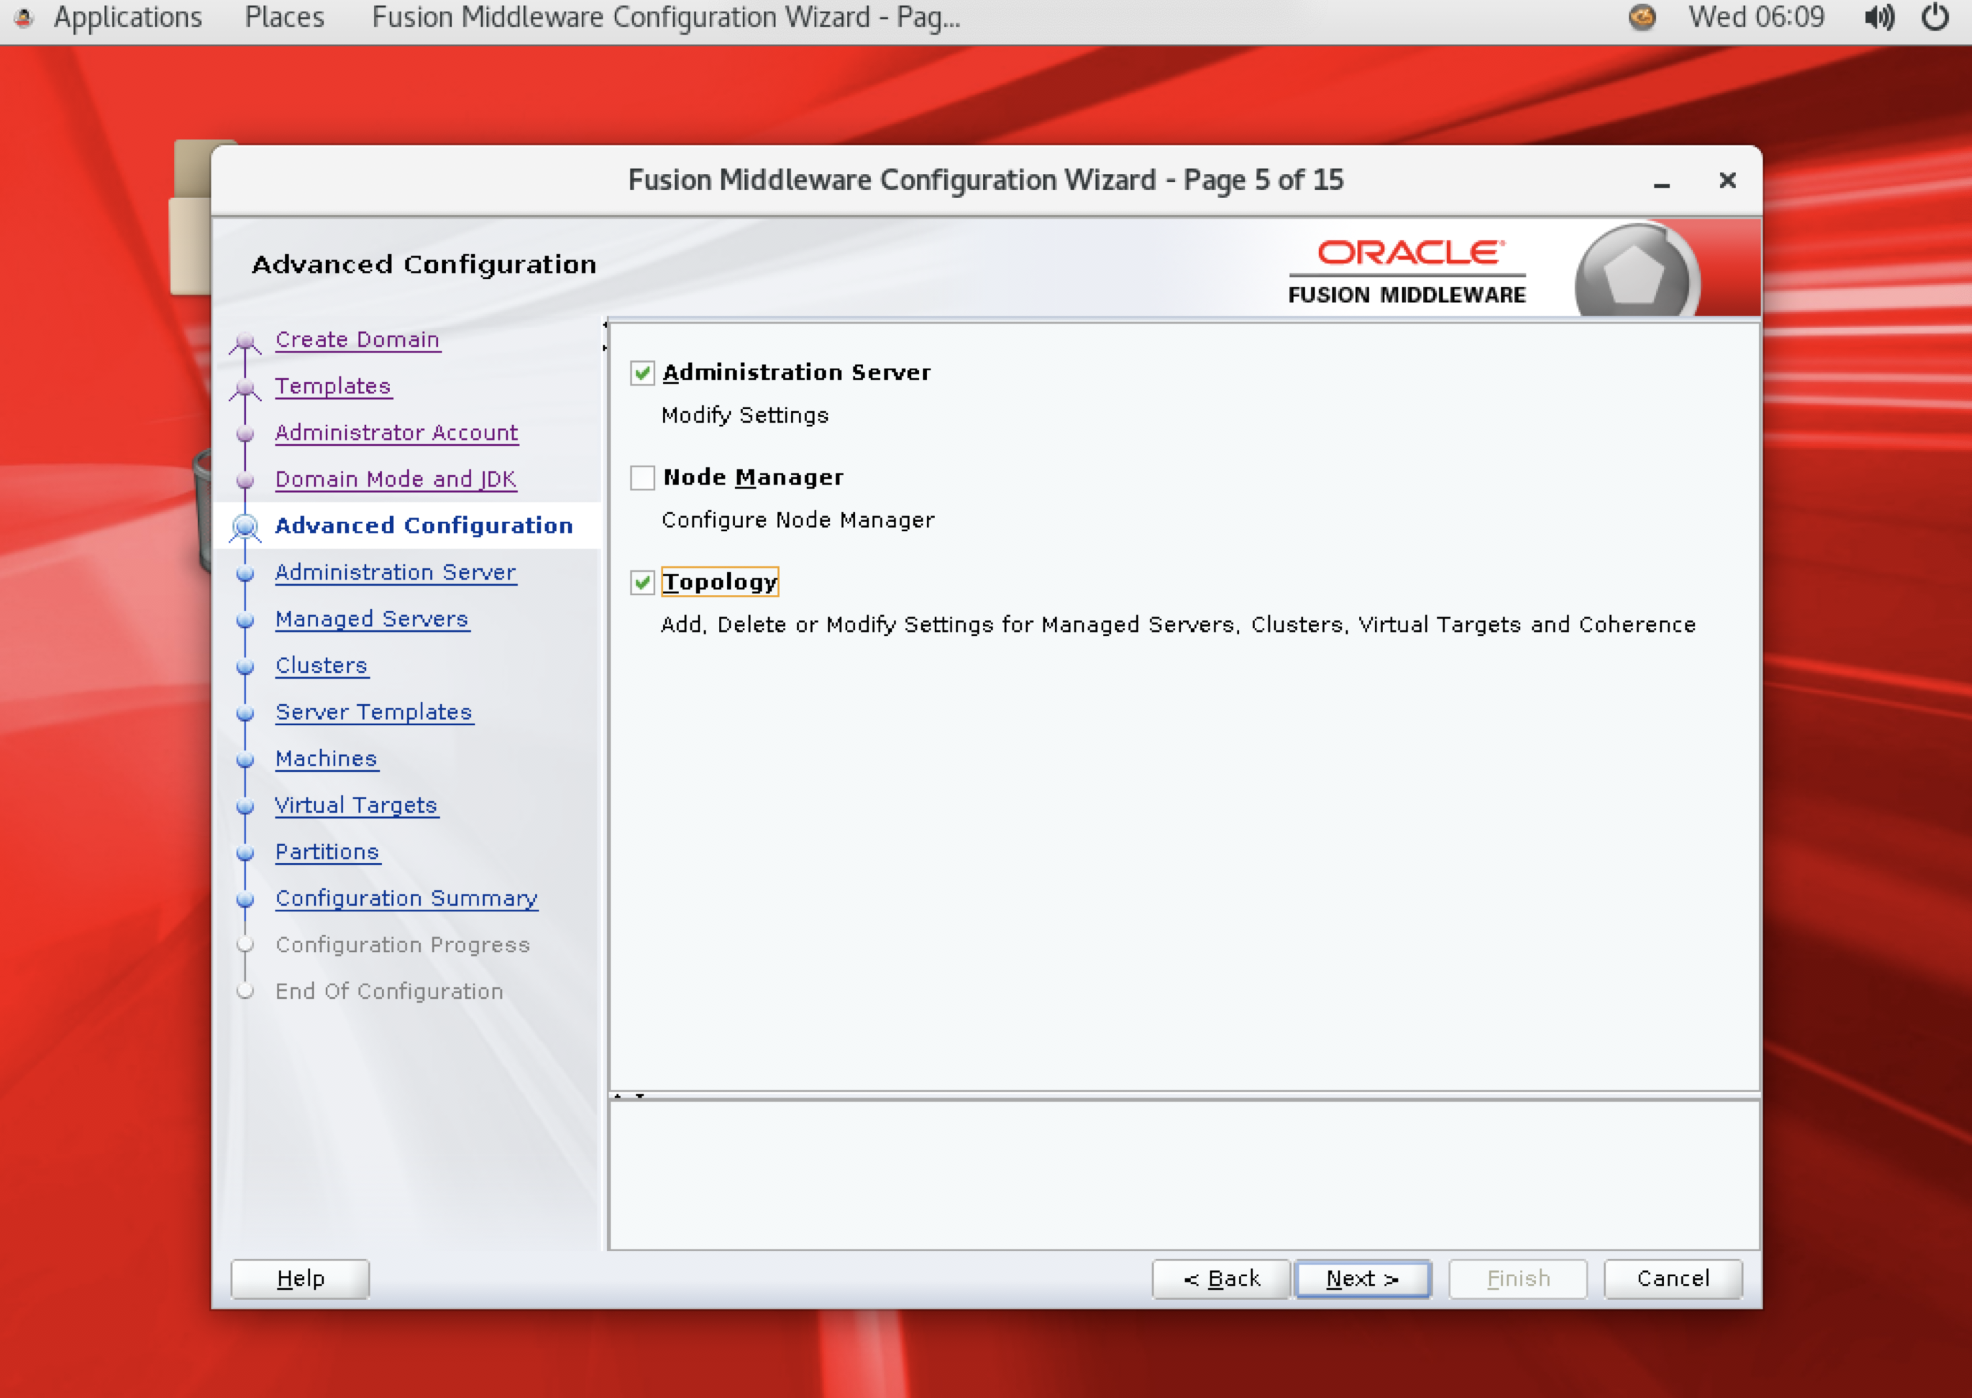 Applications Places Fusion Middleware Configuration Wizard - Pag... Wed 06:09
Fusion Middleware Configuration Wizard - Page 5 of 15
Advanced Configuration
ORACLE
FUSION MIDDLEWARE
Create Domain
Templates
Administrator Account
Domain Mode and JDK
Advanced Configuration
Administration Server
Managed Servers
Clusters
Server Templates
Machines
Virtual Targets
Partitions
Configuration Summary
Configuration Progress
End Of Configuration
Administration Server
Modify Settings
Node Manager
Configure Node Manager
Topology
Add, Delete or Modify Settings for Managed Servers, Clusters, Virtual Targets and Coherence
Help
< Back
Next >
Finish
Cancel